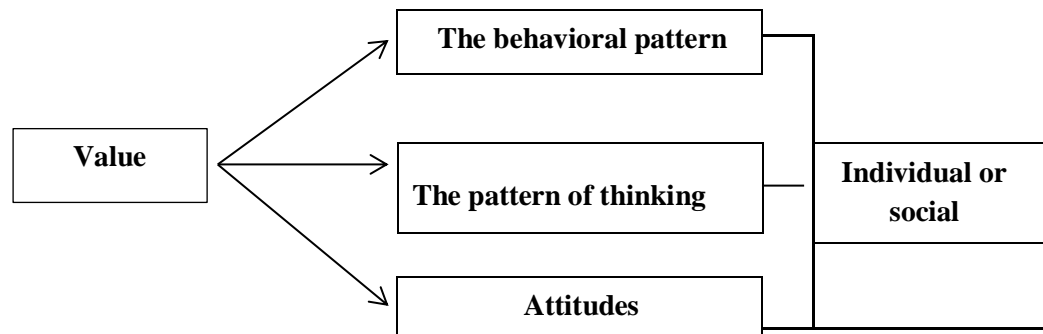 The behavioral pattern
Value
The pattern of thinking
Individual or
social
Attitudes